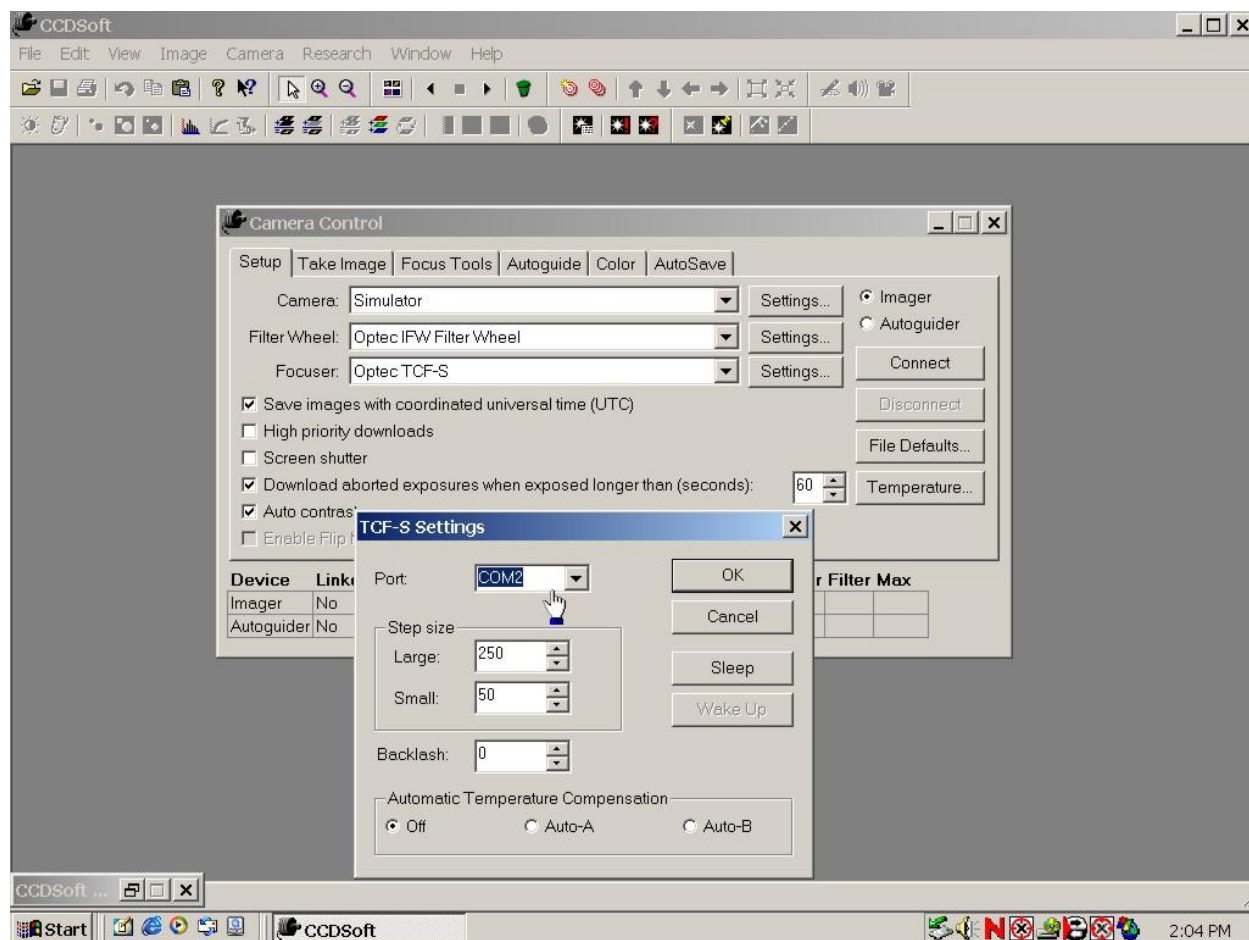 CCDSoft
File Edit View Image Camera Research Window Help
Camera Control
Setup Take Image Focus Tools Autoguide Color AutoSave
Camera: Simulator Settings... Imager
Autoguider
Filter Wheel: Optec IFW Filter Wheel Settings...
Focuser: Optec TCF-S Settings... Connect
Save images with coordinated universal time (UTC) Disconnect
High priority downloads
Screen shutter File Defaults...
Download aborted exposures when exposed longer than (seconds): 60 Temperature...
Auto contrast
Enable Flip
TCF-S Settings
Device Link r Filter Max
Imager No
Autoguider No
Port: COM2 OK
Cancel
Step size
Large: 250
Sleep
Small: 50
Wake Up
Backlash: 0
Automatic Temperature Compensation
Off Auto-A Auto-B
CCDSoft ...
Start CCDSoft N 2:04 PM